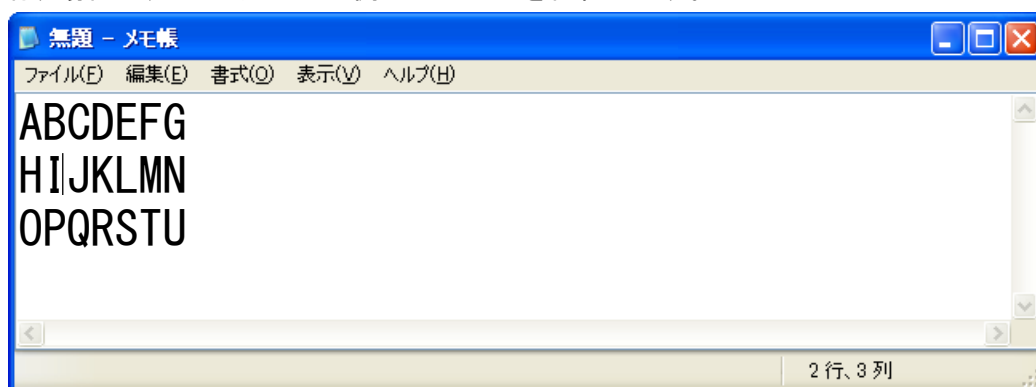 無題 - メモ帳
ファイル(F) 編集(E) 書式(O) 表示(V) ヘルプ(H)
ABCDEFG
HIJKLMN
OPQRSTU
2 行、3 列